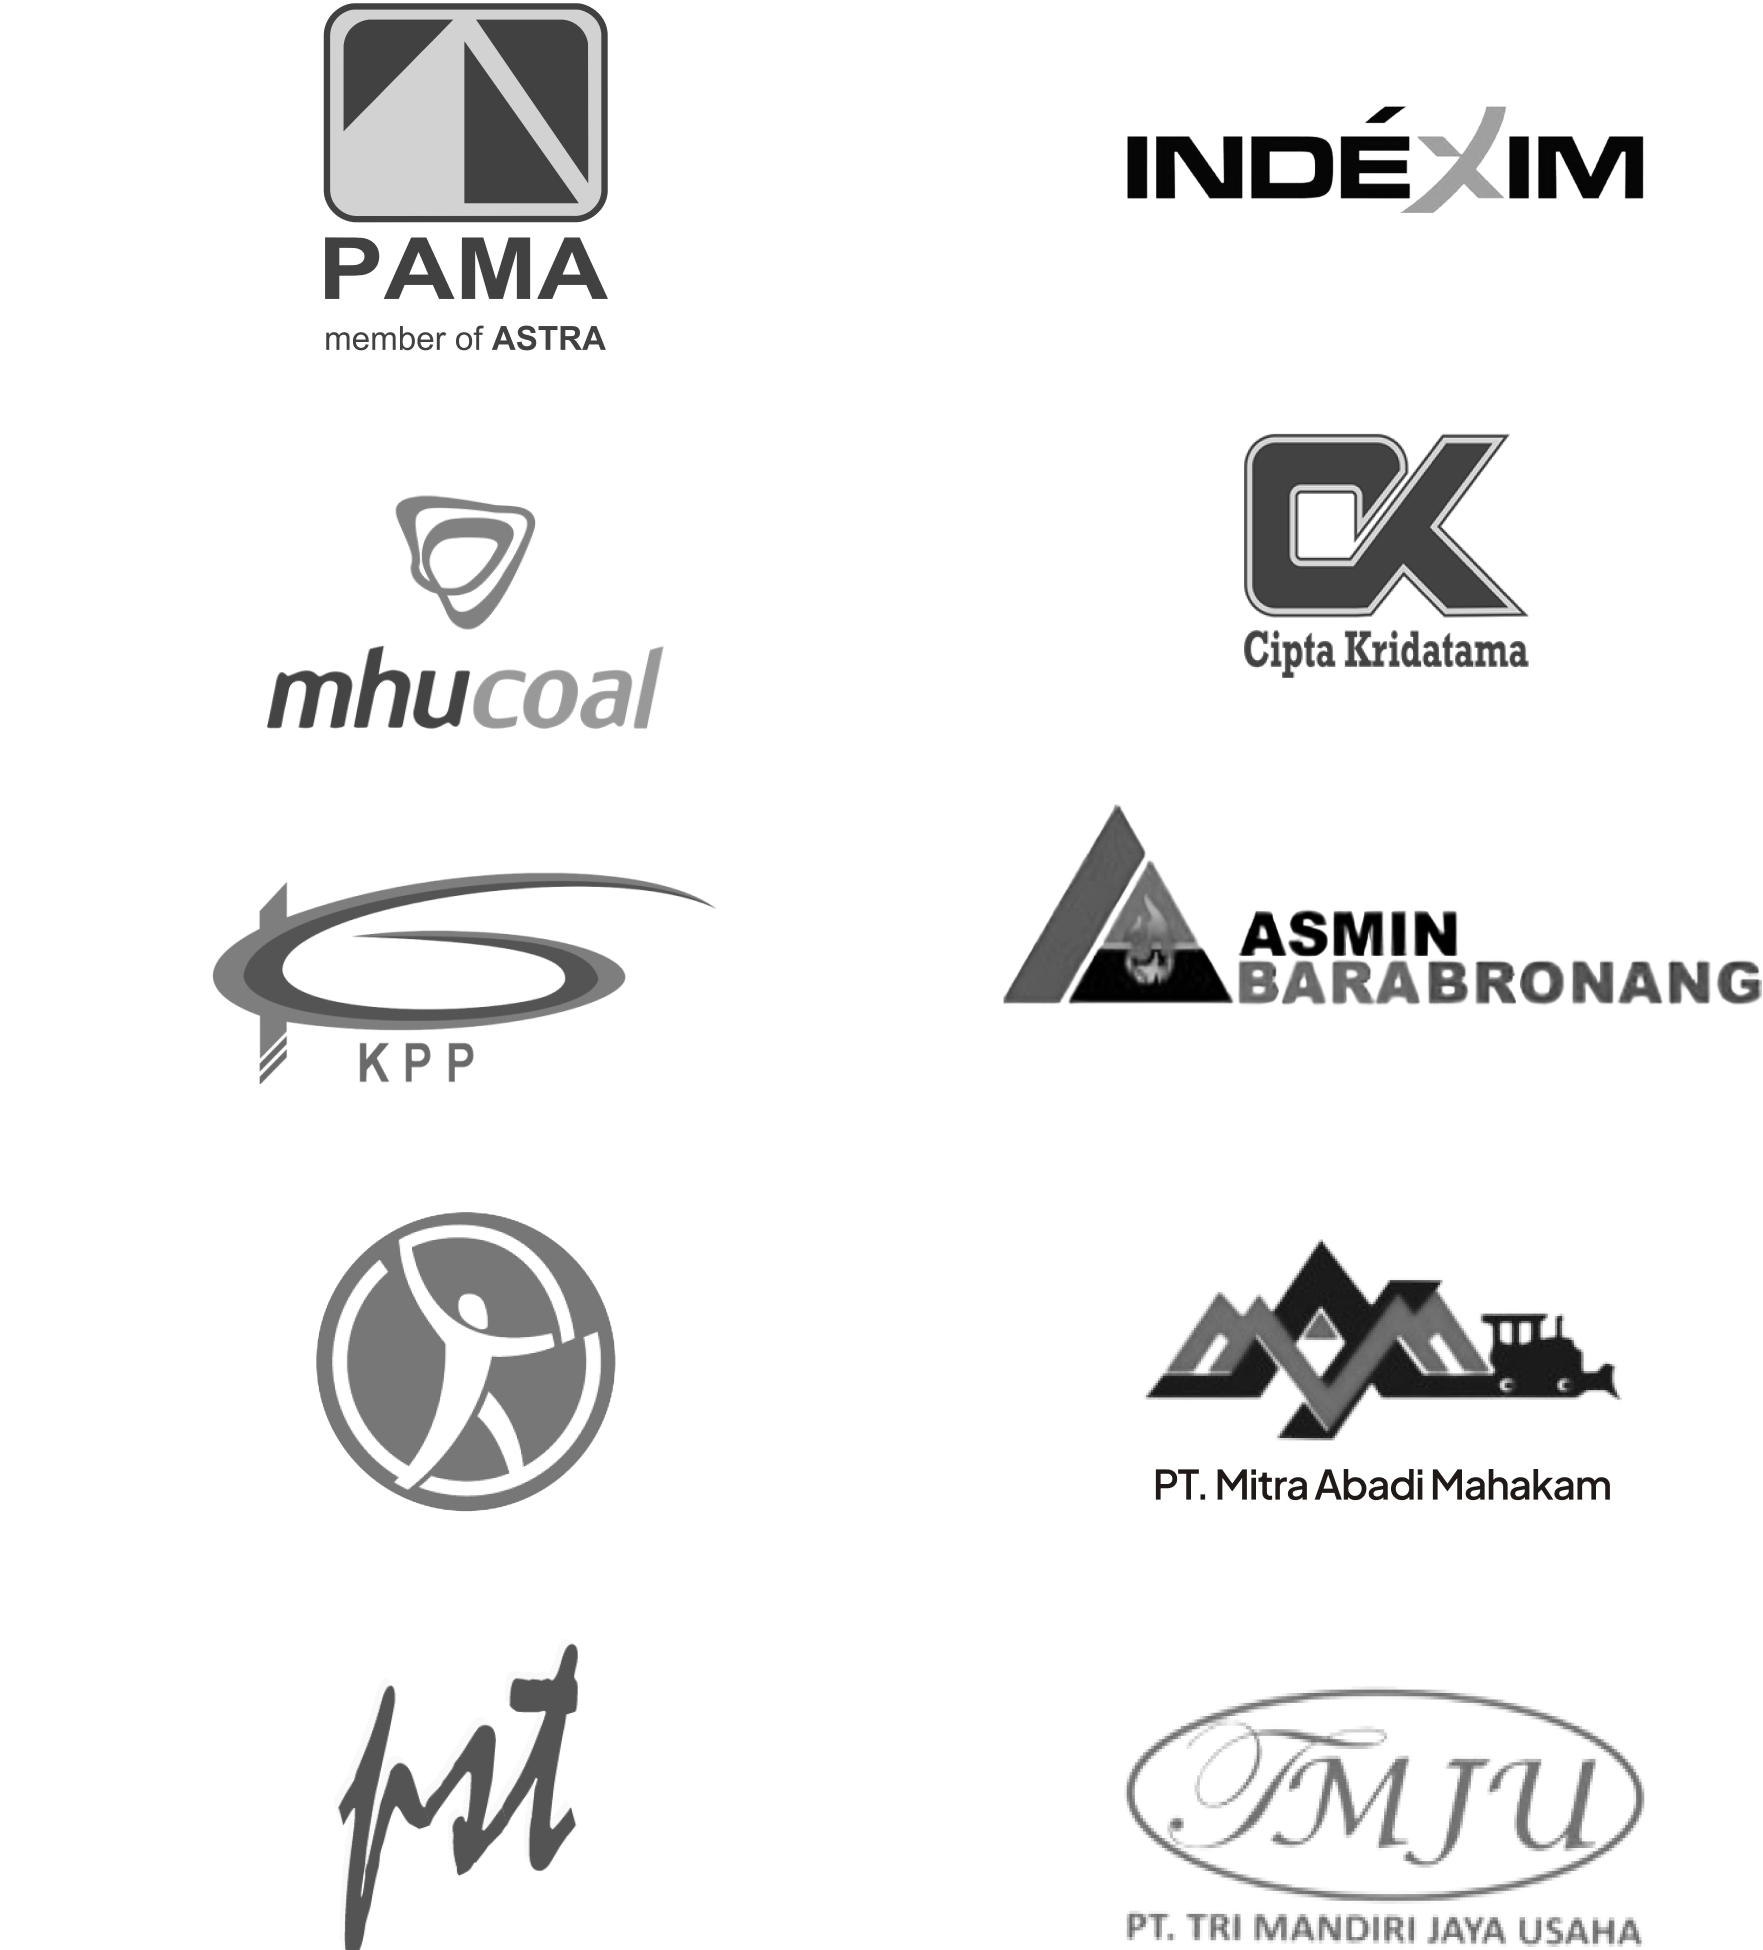 PAMA
member of ASTRA
INDÉXIM
mhucoal
CK
Cipta Kridatama
KPP
ASMIN
BARABRONANG
PT. Mitra Abadi Mahakam
pst
TMJU
PT. TRI MANDIRI JAYA USAHA